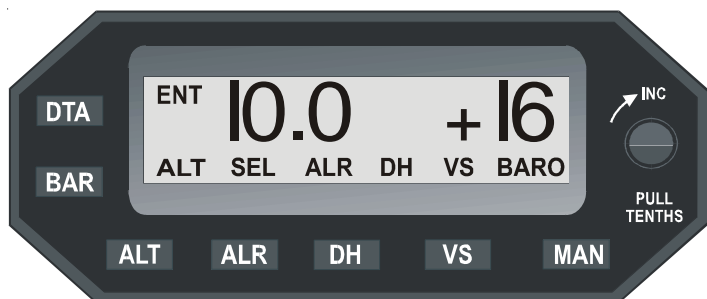 DTA
BAR
ENT 10.0 +16
ALT SEL ALR DH VS BARO
INC
PULL
TENTHS
ALT ALR DH VS MAN